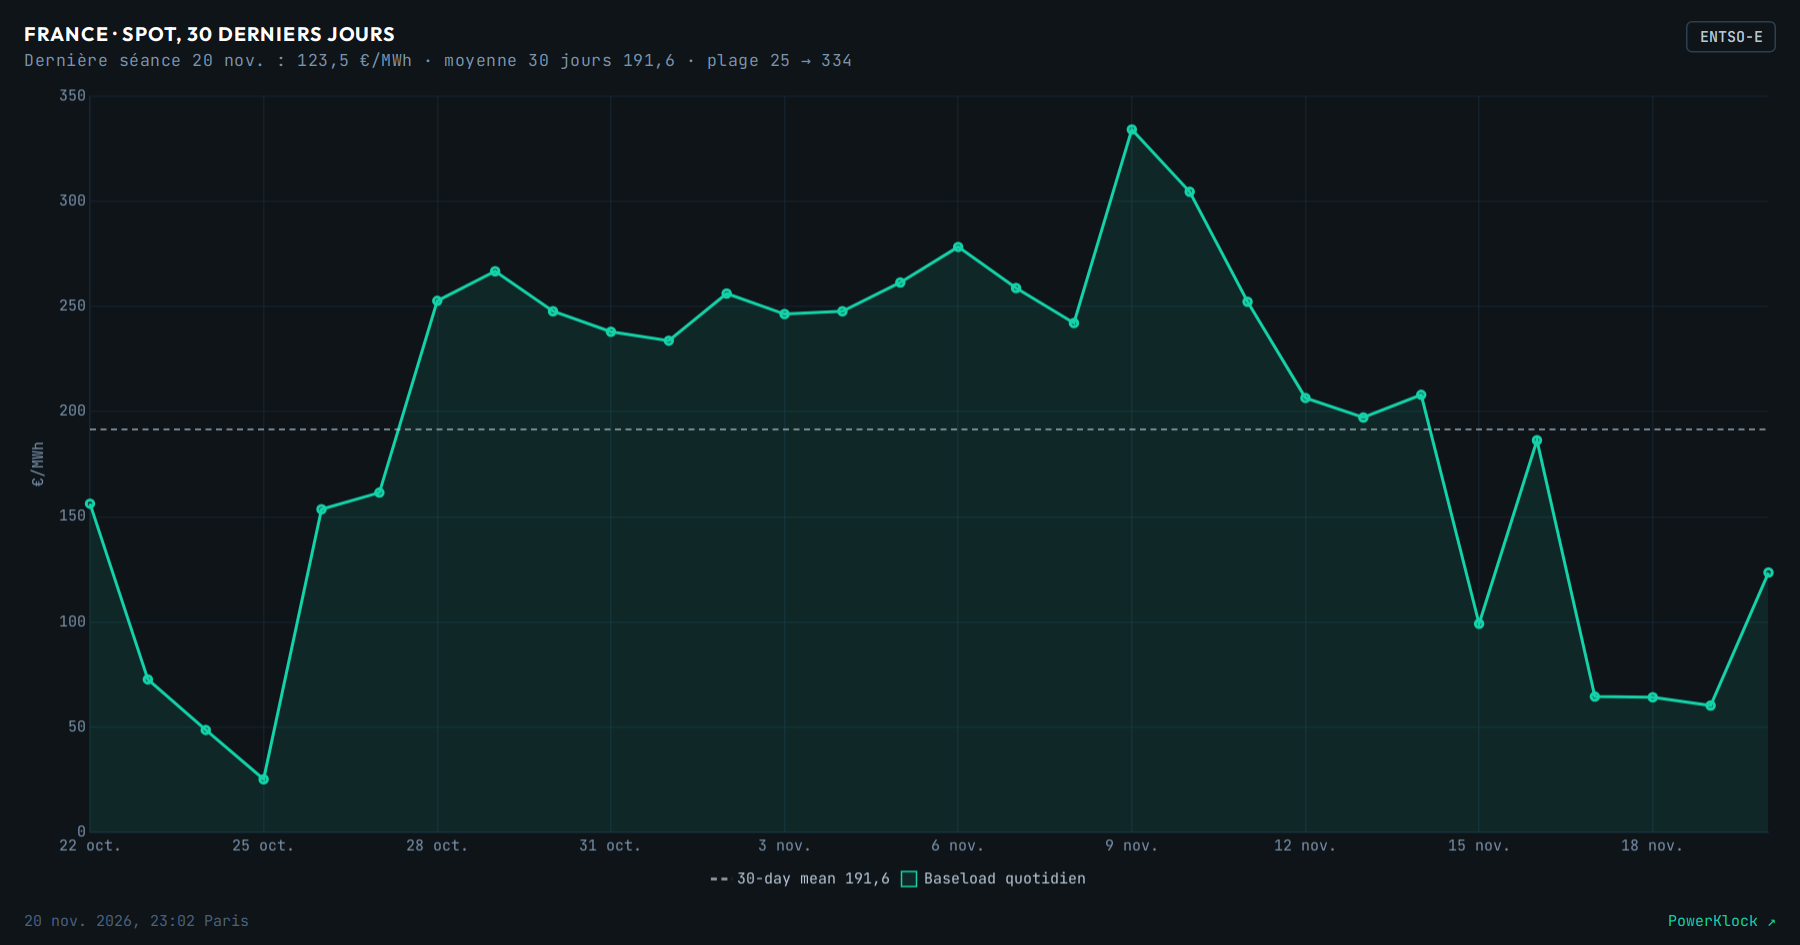 FRANCE · SPOT, 30 DERNIERS JOURS
Dernière séance 20 nov. : 123,5 €/MWh · moyenne 30 jours 191,6 · plage 25 → 334
ENTSO-E
350
300
250
200
150
100
50
0
€/MWh
22 oct. 25 oct. 28 oct. 31 oct. 3 nov. 6 nov. 9 nov. 12 nov. 15 nov. 18 nov.
30-day mean 191,6 Baseload quotidien
20 nov. 2026, 23:02 Paris
PowerKlock ↗